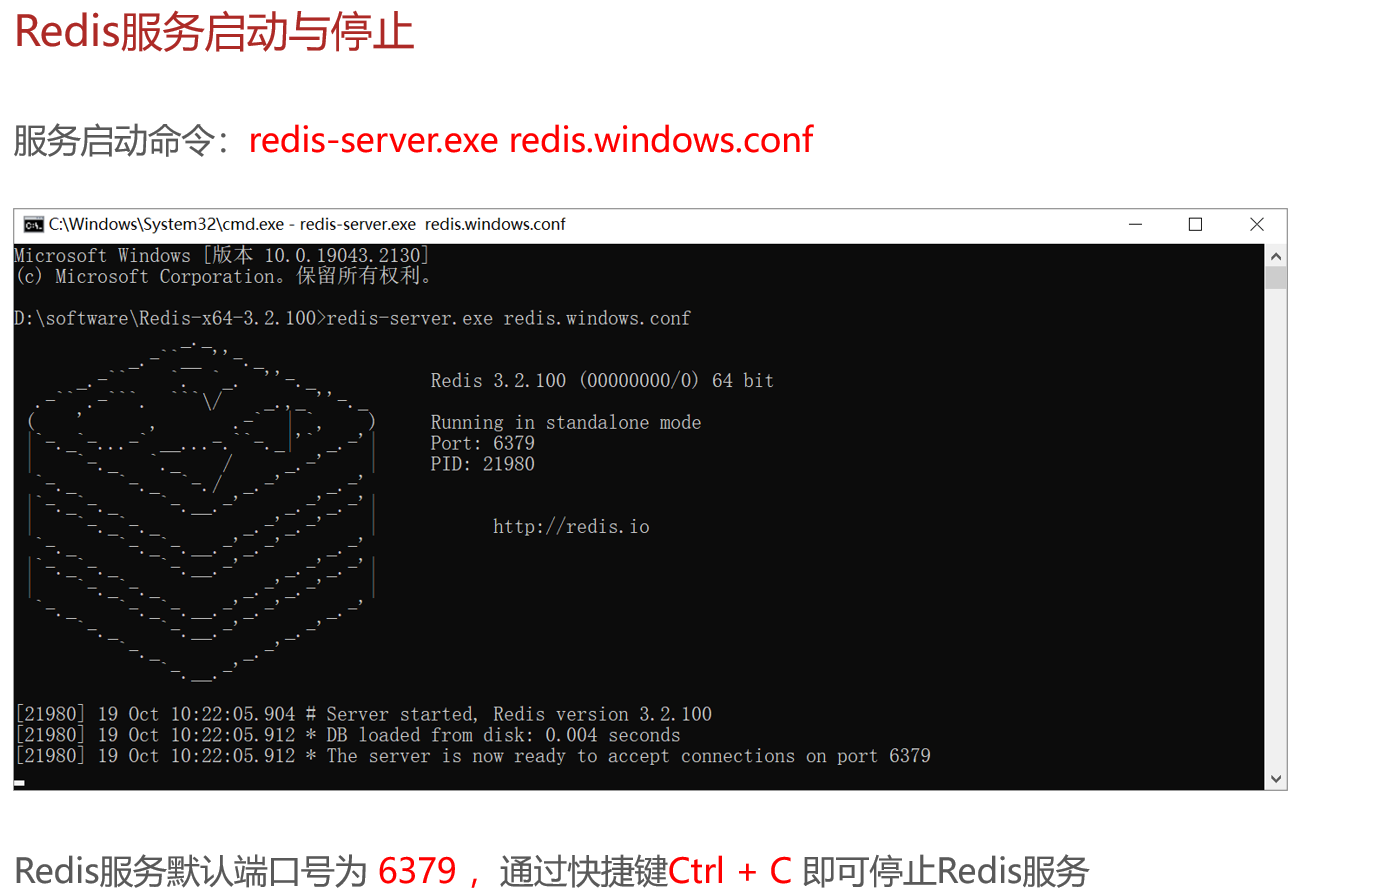 Redis服务启动与停止
服务启动命令：redis-server.exe redis.windows.conf
C:\Windows\System32\cmd.exe - redis-server.exe  redis.windows.conf
Microsoft Windows [版本 10.0.19043.2130]
(c) Microsoft Corporation。保留所有权利。
D:\software\Redis-x64-3.2.100>redis-server.exe redis.windows.conf
Redis 3.2.100 (00000000/0) 64 bit
Running in standalone mode
Port: 6379
PID: 21980
http://redis.io
[21980] 19 Oct 10:22:05.904 # Server started, Redis version 3.2.100
[21980] 19 Oct 10:22:05.912 * DB loaded from disk: 0.004 seconds
[21980] 19 Oct 10:22:05.912 * The server is now ready to accept connections on port 6379
Redis服务默认端口号为 6379 ，通过快捷键Ctrl + C 即可停止Redis服务